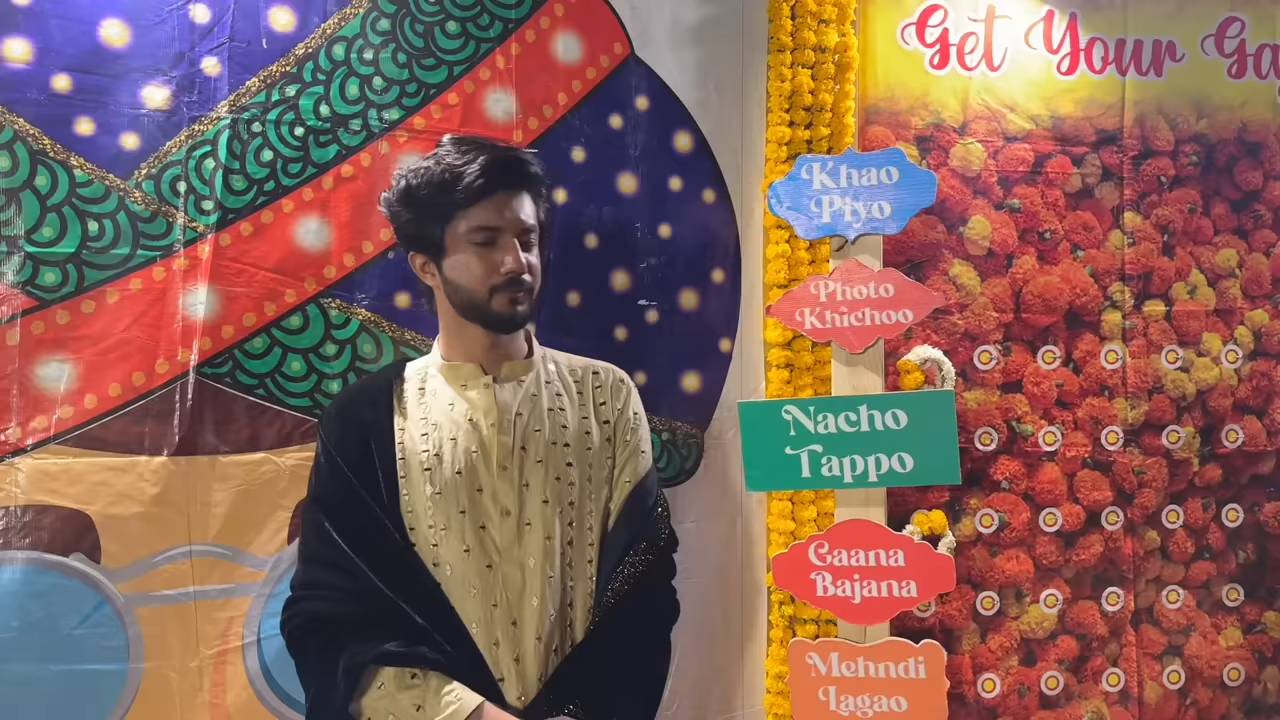 Get Your Ga
Khao
Piyo
Photo
Khichoo
Nacho
Tappo
Gaana
Bajana
Mehndi
Lagao